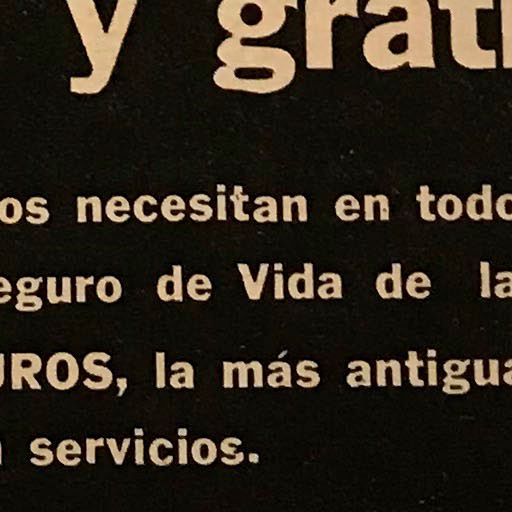 y grat
os necesitan en todo
eguro de Vida de la
UROS, la más antigua
servicios.